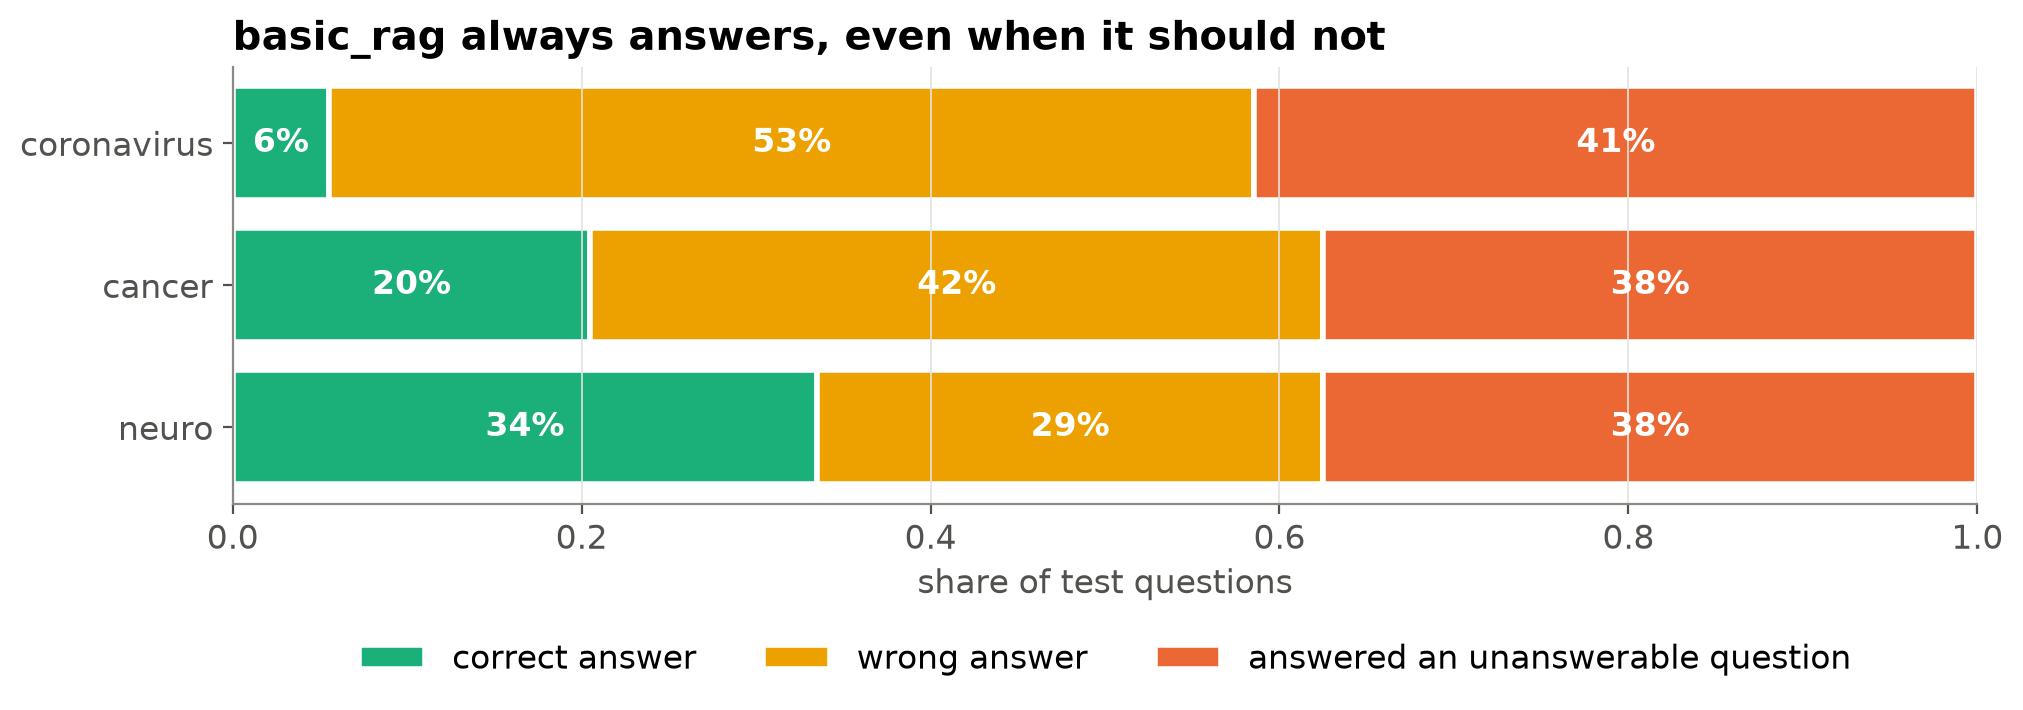 basic_rag always answers, even when it should not
coronavirus 6% 53% 41%
cancer 20% 42% 38%
neuro 34% 29% 38%
0.0 0.2 0.4 0.6 0.8 1.0
share of test questions
correct answer wrong answer answered an unanswerable question